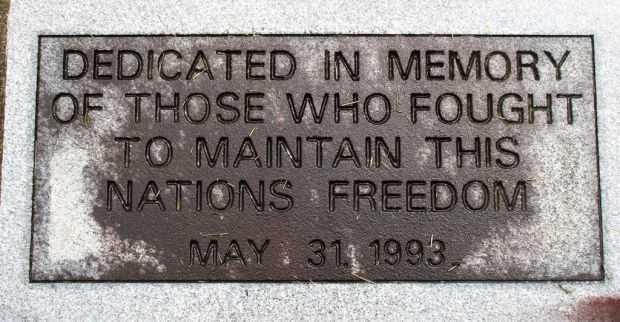 DEDICATED IN MEMORY
OF THOSE WHO FOUGHT
TO MAINTAIN THIS
NATIONS FREEDOM
MAY 31, 1993